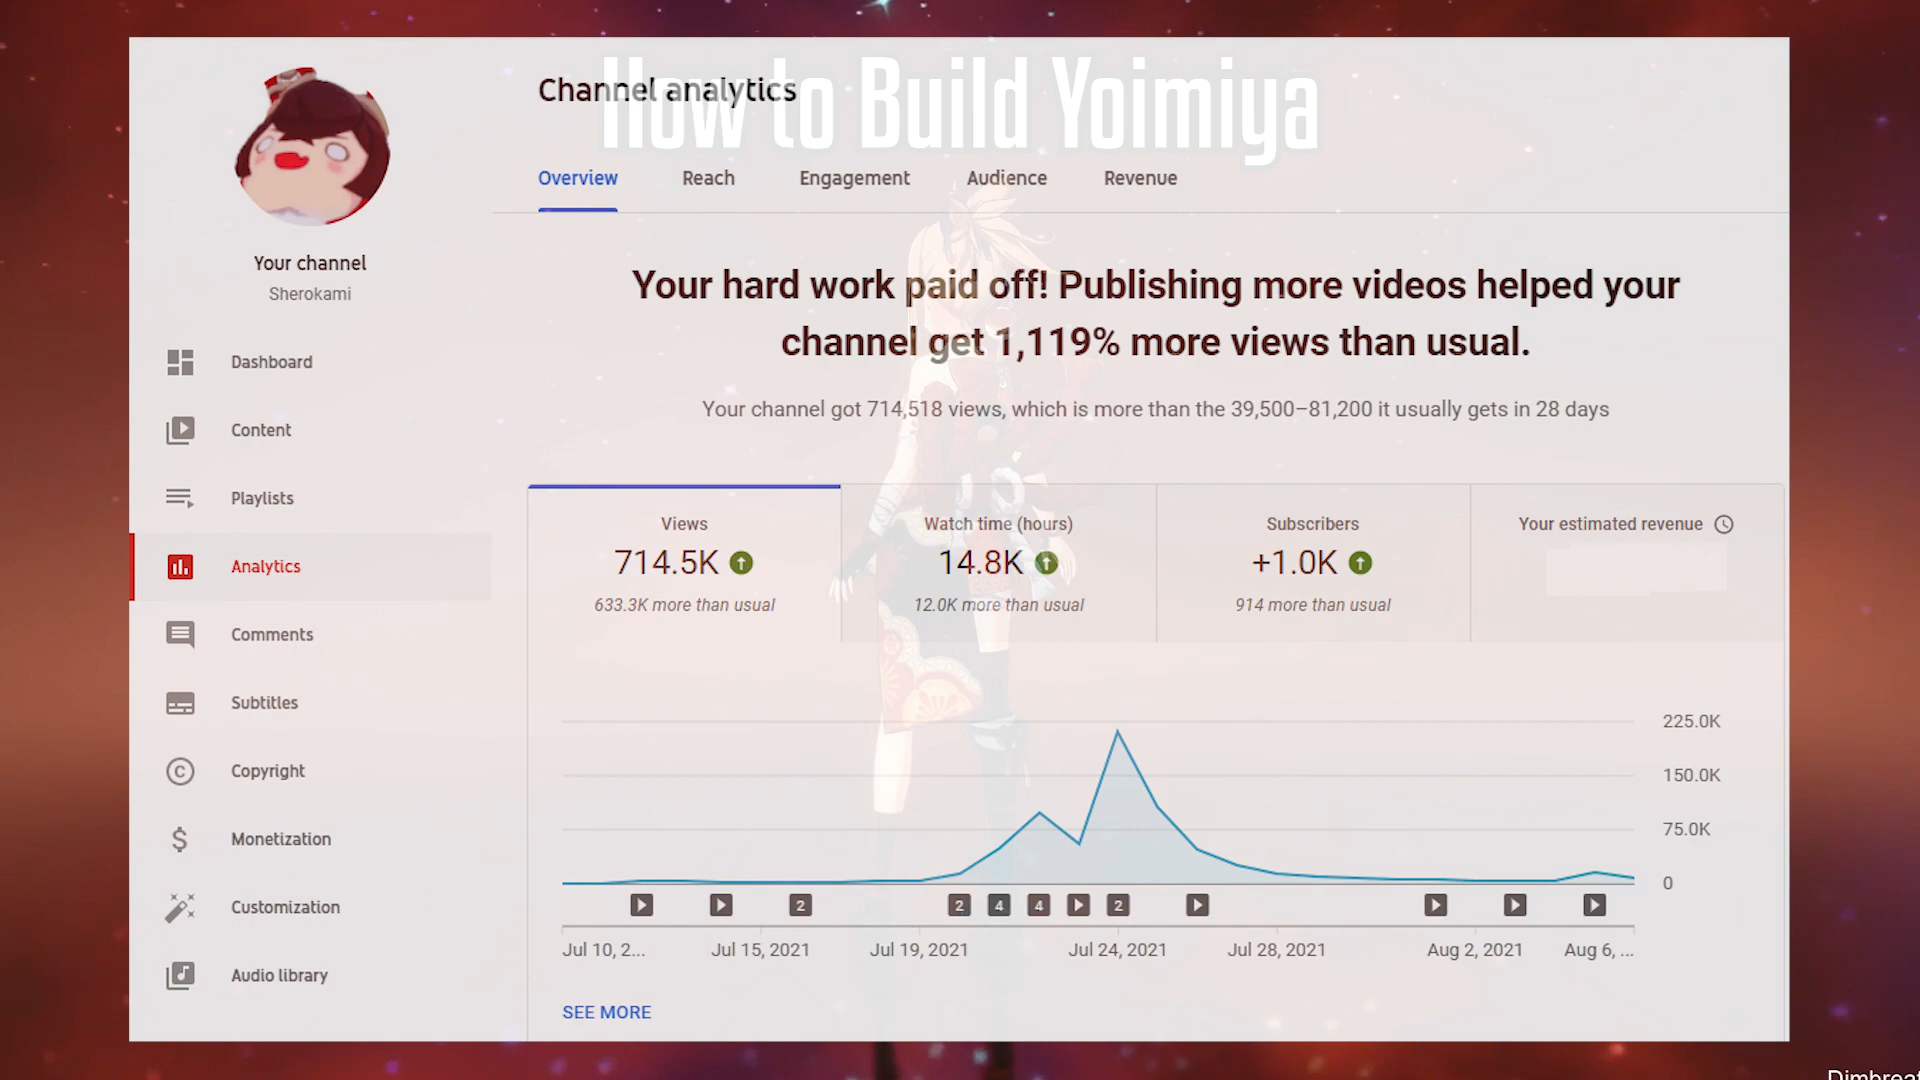 How to Build Yoimiya
Channel analytics
Overview Reach Engagement Audience Revenue
Your channel
Sherokami
Dashboard
Content
Playlists
Analytics
Comments
Subtitles
Copyright
Monetization
Customization
Audio library
Your hard work paid off! Publishing more videos helped your
channel get 1,119% more views than usual.
Your channel got 714,518 views, which is more than the 39,500–81,200 it usually gets in 28 days
Views
714.5K
633.3K more than usual
Watch time (hours)
14.8K
12.0K more than usual
Subscribers
+1.0K
914 more than usual
Your estimated revenue
225.0K
150.0K
75.0K
0
2 2 4 4 2
Jul 10, 2... Jul 15, 2021 Jul 19, 2021 Jul 24, 2021 Jul 28, 2021 Aug 2, 2021 Aug 6, ...
SEE MORE